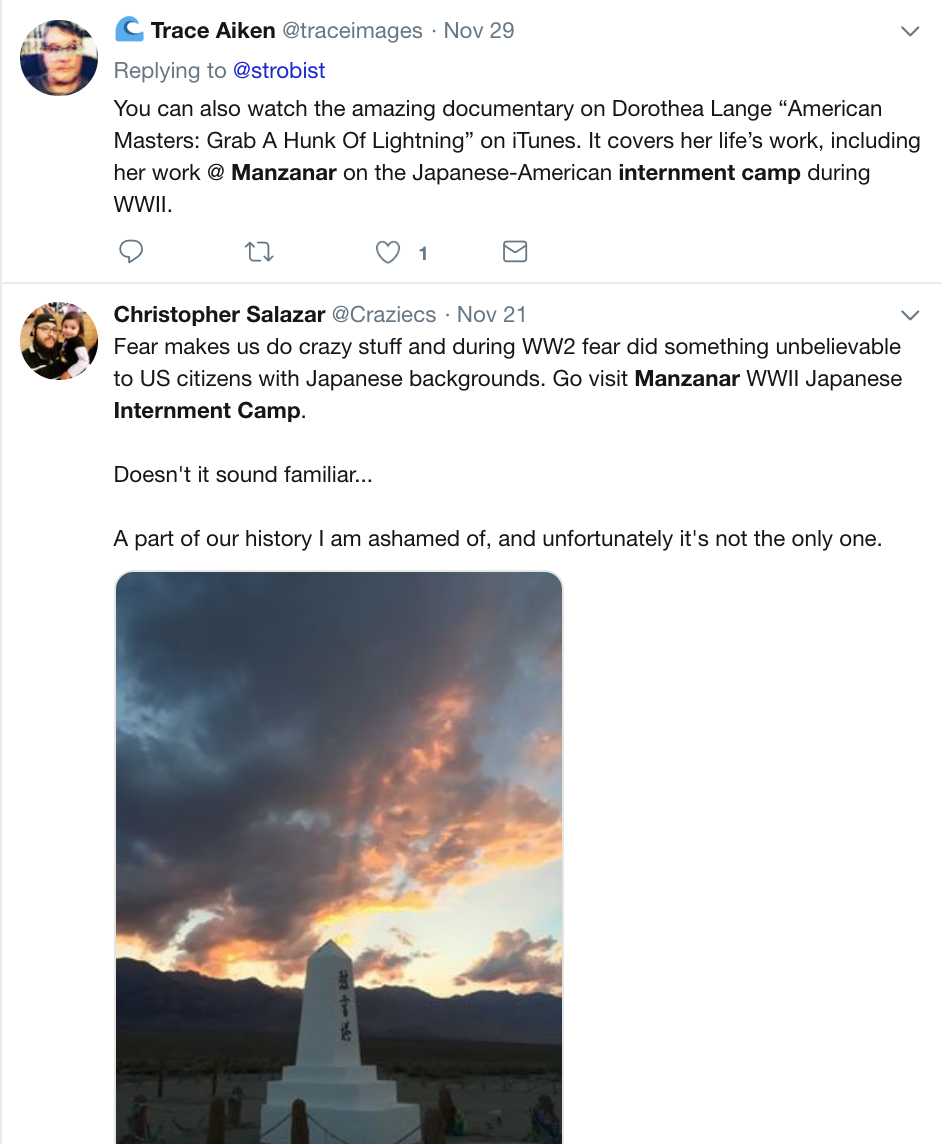 Trace Aiken @traceimages · Nov 29
Replying to @strobist
You can also watch the amazing documentary on Dorothea Lange “American
Masters: Grab A Hunk Of Lightning” on iTunes. It covers her life’s work, including
her work @ Manzanar on the Japanese-American internment camp during
WWII.
1
Christopher Salazar @Craziecs · Nov 21
Fear makes us do crazy stuff and during WW2 fear did something unbelievable
to US citizens with Japanese backgrounds. Go visit Manzanar WWII Japanese
Internment Camp.
Doesn't it sound familiar...
A part of our history I am ashamed of, and unfortunately it's not the only one.
慰霊塔